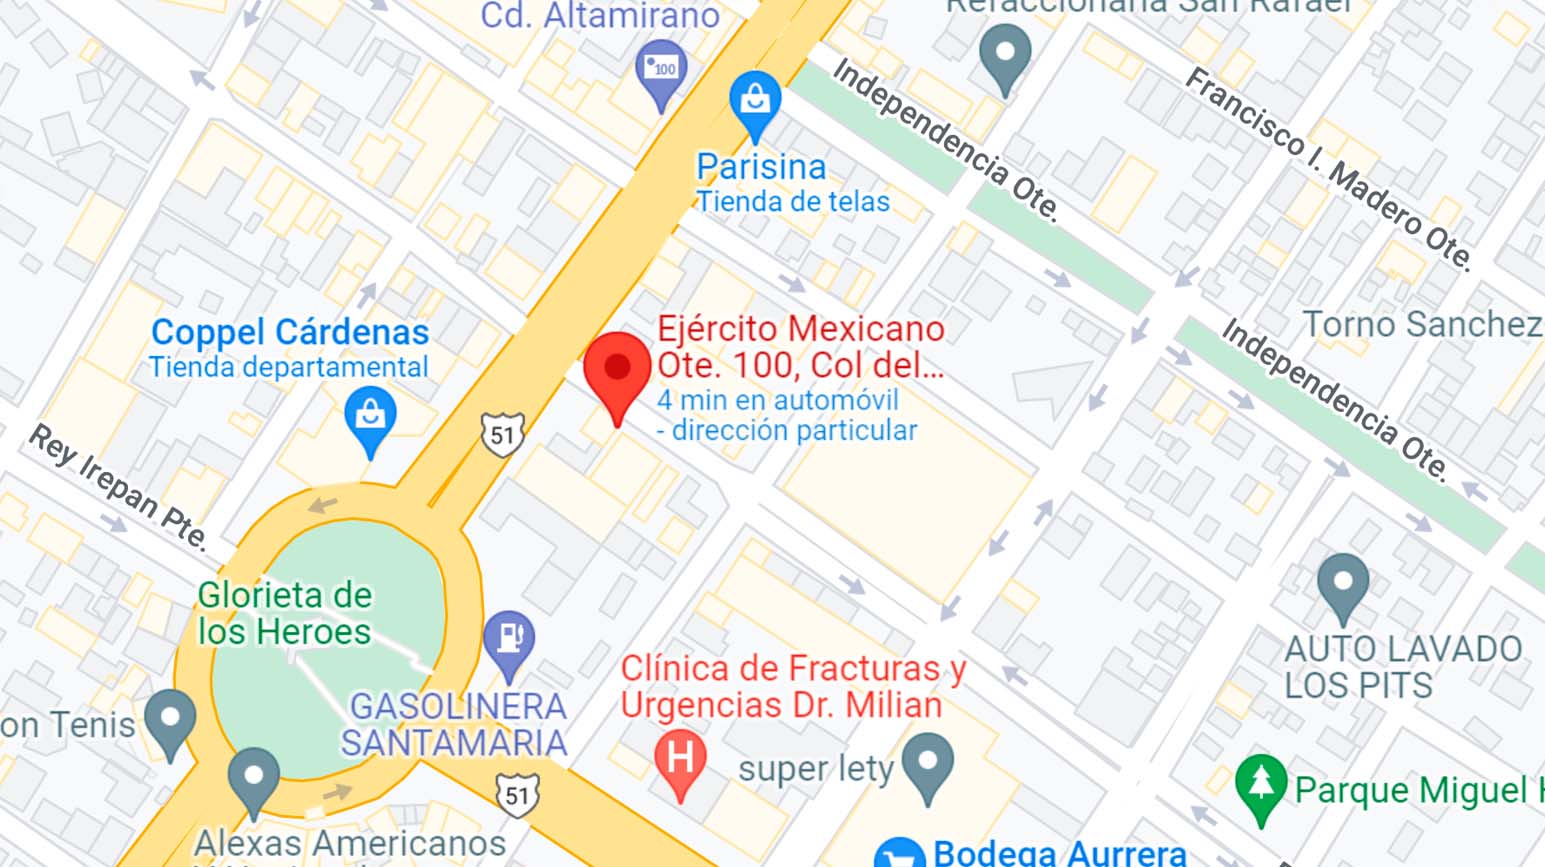 Cd. Altamirano
Refaccionaria San Rafael
100
Independencia Ote.
Francisco I. Madero Ote.
Parisina
Tienda de telas
Coppel Cárdenas
Tienda departamental
Ejército Mexicano
Ote. 100, Col del...
4 min en automóvil
- dirección particular
Torno Sanchez
Independencia Ote.
51
Rey Irepan Pte.
Glorieta de
los Heroes
AUTO LAVADO
LOS PITS
Clínica de Fracturas y
Urgencias Dr. Milian
H
GASOLINERA
SANTAMARIA
on Tenis
super lety
51
Parque Miguel H
Alexas Americanos
Bodega Aurrera